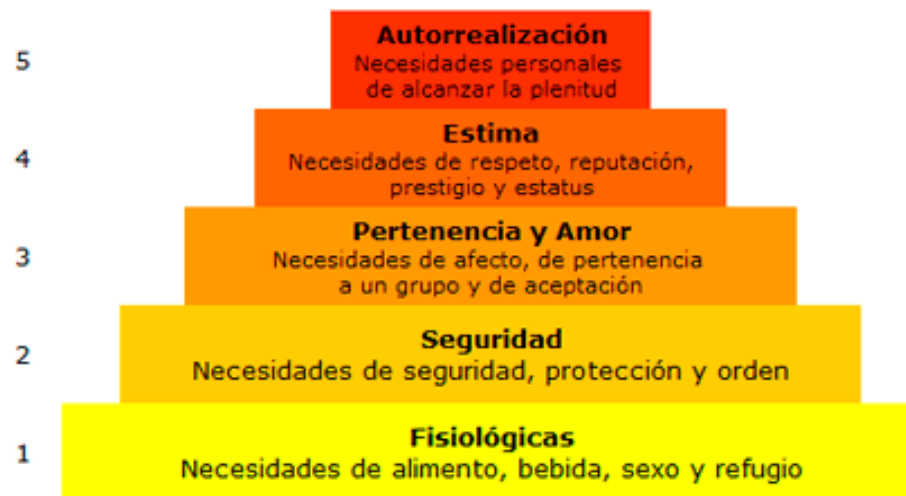 5
Autorrealización
Necesidades personales
de alcanzar la plenitud
4
Estima
Necesidades de respeto, reputación,
prestigio y estatus
3
Pertenencia y Amor
Necesidades de afecto, de pertenencia
a un grupo y de aceptación
2
Seguridad
Necesidades de seguridad, protección y orden
1
Fisiológicas
Necesidades de alimento, bebida, sexo y refugio